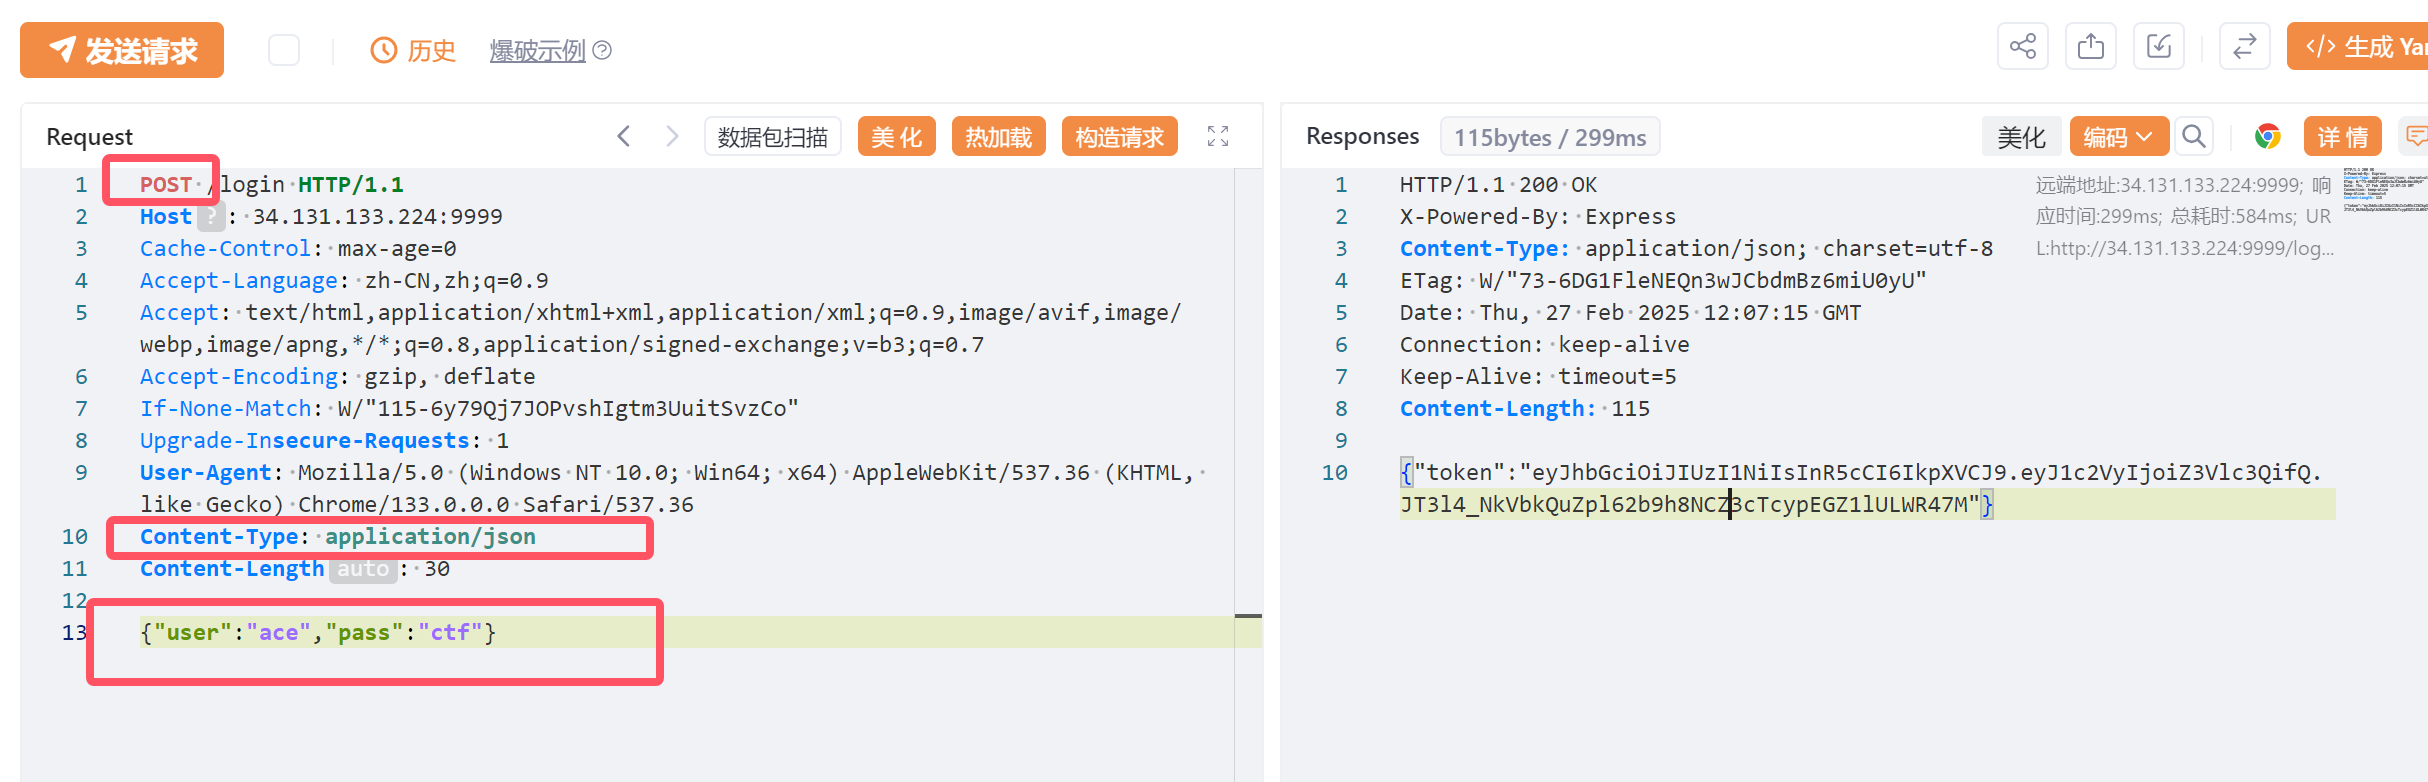 发送请求
历史
爆破示例
生成 Yam
Request
数据包扫描
美化
热加载
构造请求
1 POST /login HTTP/1.1
2 Host ? : 34.131.133.224:9999
3 Cache-Control: max-age=0
4 Accept-Language: zh-CN,zh;q=0.9
5 Accept: text/html,application/xhtml+xml,application/xml;q=0.9,image/avif,image/
webp,image/apng,*/*;q=0.8,application/signed-exchange;v=b3;q=0.7
6 Accept-Encoding: gzip, deflate
7 If-None-Match: W/"115-6y79Qj7JOPvshIgtm3UuitSvzCo"
8 Upgrade-Insecure-Requests: 1
9 User-Agent: Mozilla/5.0 (Windows NT 10.0; Win64; x64) AppleWebKit/537.36 (KHTML,
like Gecko) Chrome/133.0.0.0 Safari/537.36
10 Content-Type: application/json
11 Content-Length auto : 30
12
13 {"user":"ace","pass":"ctf"}
Responses
115bytes / 299ms
美化
编码
详情
1 HTTP/1.1 200 OK
2 X-Powered-By: Express
3 Content-Type: application/json; charset=utf-8
4 ETag: W/"73-6DG1FleNEQn3wJCbdmBz6miU0yU"
5 Date: Thu, 27 Feb 2025 12:07:15 GMT
6 Connection: keep-alive
7 Keep-Alive: timeout=5
8 Content-Length: 115
9
10 {"token":"eyJhbGciOiJIUzI1NiIsInR5cCI6IkpXVCJ9.eyJ1c2VyIjoiZ3Vlc3QifQ.
JT3l4_NkVbkQuZpl62b9h8NCZ3cTcypEGZ1lULWR47M"}
远端地址:34.131.133.224:9999; 响
应时间:299ms; 总耗时:584ms; UR
L:http://34.131.133.224:9999/log...